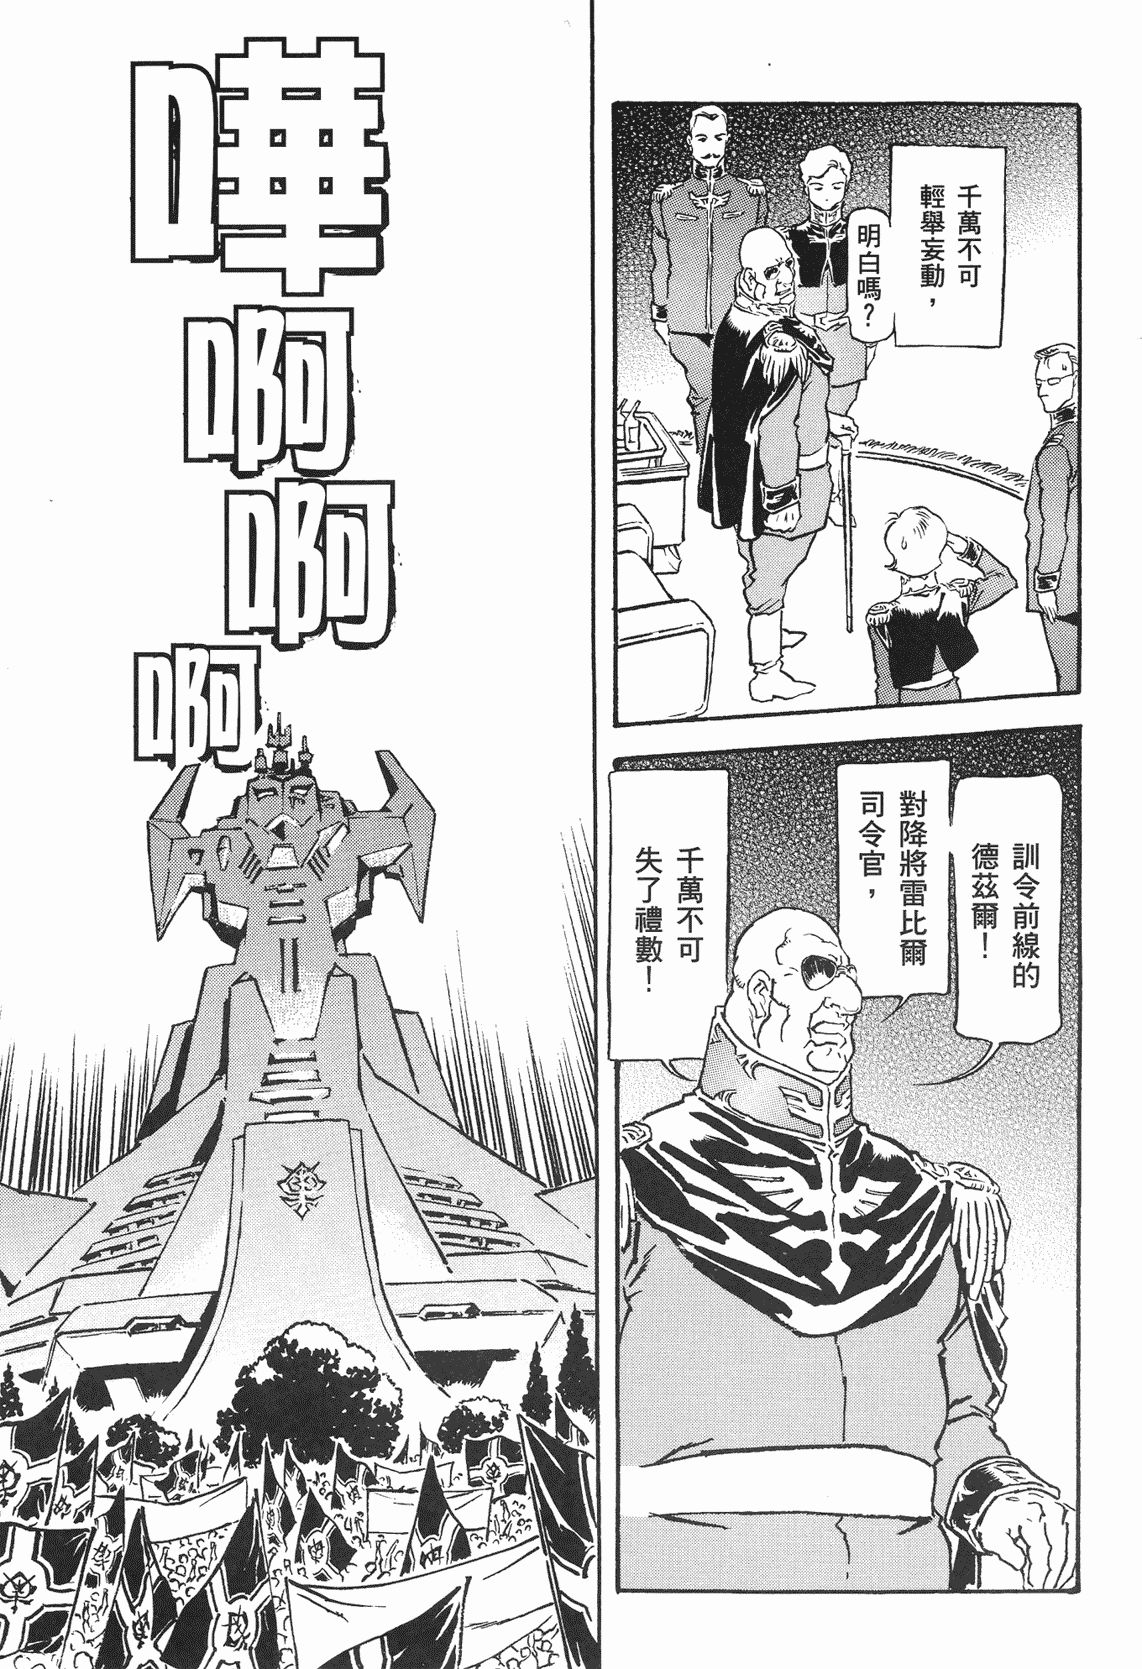 千萬不可
輕舉妄動，
明白嗎？
訓令前線的
德茲爾！
對降將雷比爾
司令官，
千萬不可
失了禮數！
嘩
啊
啊
啊